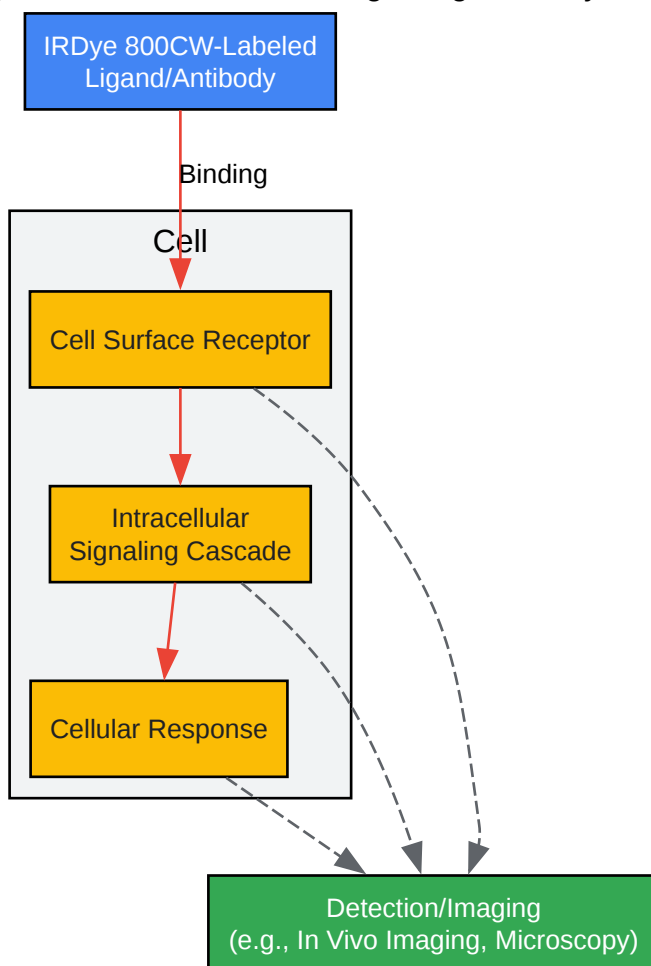 IRDye 800CW-Labeled
Ligand/Antibody
Binding
Cell
Cell Surface Receptor
Intracellular
Signaling Cascade
Cellular Response
Detection/Imaging
(e.g., In Vivo Imaging, Microscopy)